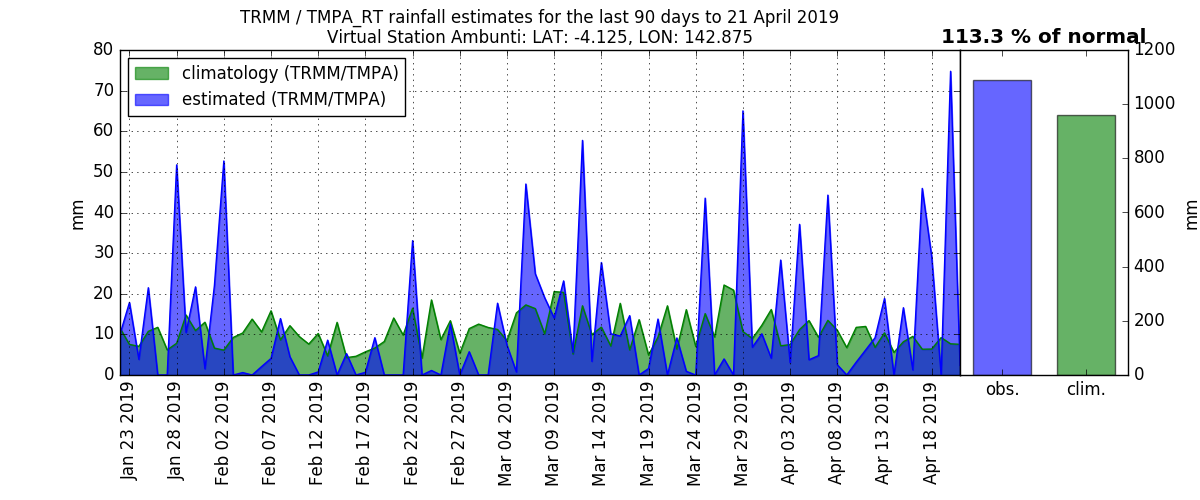 TRMM / TMPA_RT rainfall estimates for the last 90 days to 21 April 2019
Virtual Station Ambunti: LAT: -4.125, LON: 142.875
113.3 % of normal
climatology (TRMM/TMPA)
estimated (TRMM/TMPA)
mm
80
70
60
50
40
30
20
10
0
Jan 23 2019
Jan 28 2019
Feb 02 2019
Feb 07 2019
Feb 12 2019
Feb 17 2019
Feb 22 2019
Feb 27 2019
Mar 04 2019
Mar 09 2019
Mar 14 2019
Mar 19 2019
Mar 24 2019
Mar 29 2019
Apr 03 2019
Apr 08 2019
Apr 13 2019
Apr 18 2019
obs.
clim.
1200
1000
800
600
400
200
0
mm